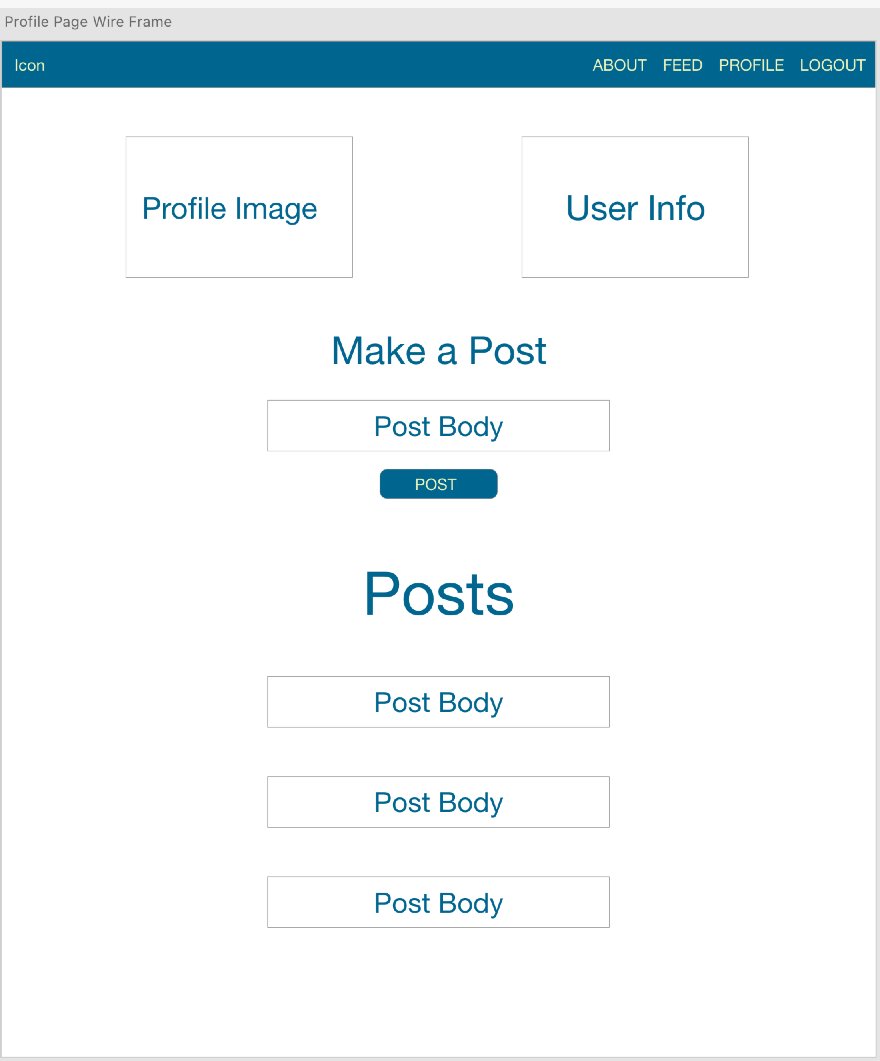 Profile Page Wire Frame
Icon ABOUT FEED PROFILE LOGOUT
Profile Image User Info
Make a Post
Post Body
POST
Posts
Post Body
Post Body
Post Body